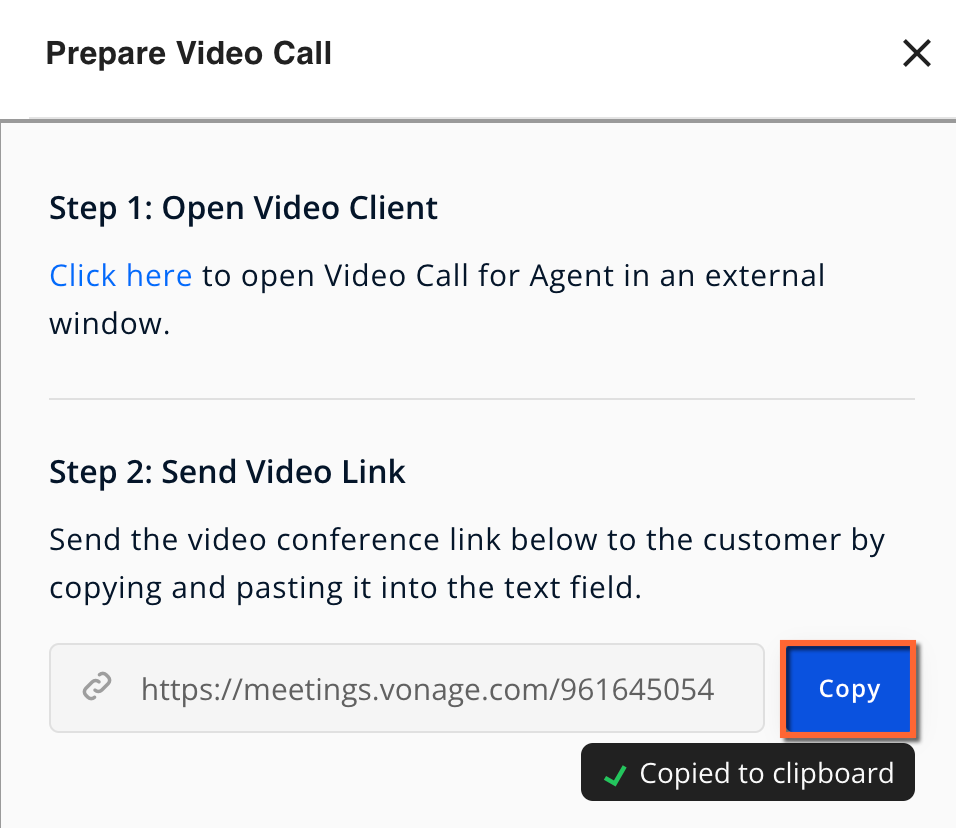 Prepare Video Call
Step 1: Open Video Client
Click here to open Video Call for Agent in an external
window.
Step 2: Send Video Link
Send the video conference link below to the customer by
copying and pasting it into the text field.
https://meetings.vonage.com/961645054
Copy
Copied to clipboard